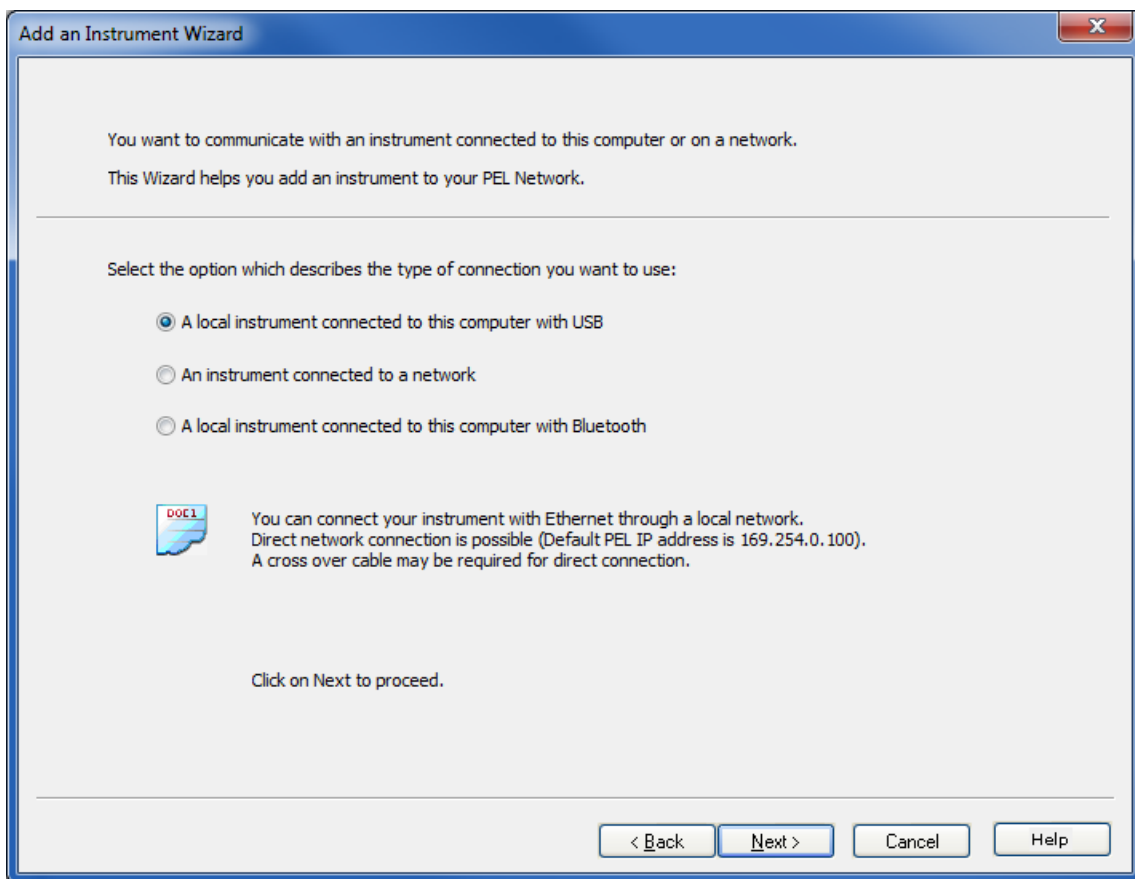 Add an Instrument Wizard
You want to communicate with an instrument connected to this computer or on a network.
This Wizard helps you add an instrument to your PEL Network.
Select the option which describes the type of connection you want to use:
A local instrument connected to this computer with USB
An instrument connected to a network
A local instrument connected to this computer with Bluetooth
DOC1
You can connect your instrument with Ethernet through a local network.
Direct network connection is possible (Default PEL IP address is 169.254.0.100).
A cross over cable may be required for direct connection.
Click on Next to proceed.
< Back
Next >
Cancel
Help